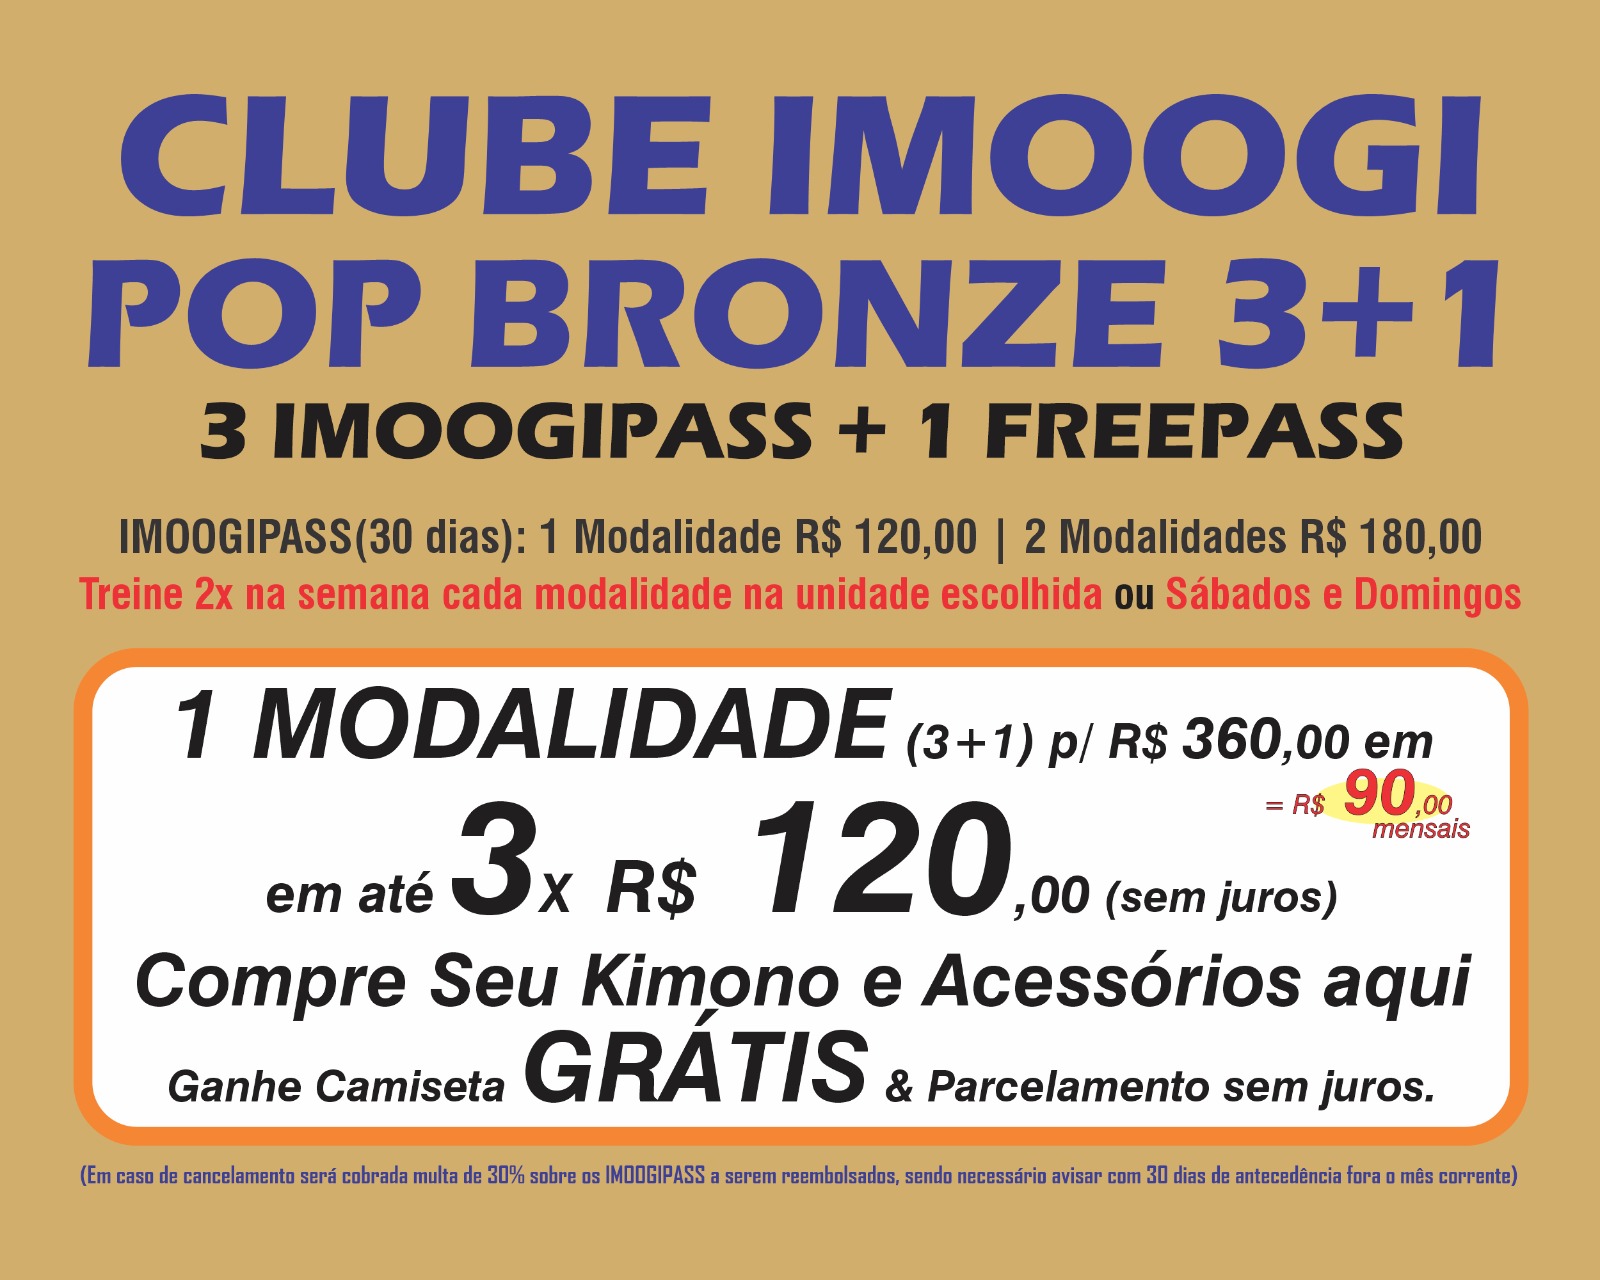 CLUBE IMOOGI
POP BRONZE 3+1
3 IMOOGIPASS + 1 FREEPASS
IMOOGIPASS(30 dias): 1 Modalidade R$ 120,00 | 2 Modalidades R$ 180,00
Treine 2x na semana cada modalidade na unidade escolhida ou Sábados e Domingos
1 MODALIDADE (3+1) p/ R$ 360,00 em
= R$ 90,00
mensais
em até 3x R$ 120,00 (sem juros)
Compre Seu Kimono e Acessórios aqui
Ganhe Camiseta GRÁTIS & Parcelamento sem juros.
(Em caso de cancelamento será cobrada multa de 30% sobre os IMOOGIPASS a serem reembolsados, sendo necessário avisar com 30 dias de antecedência fora o mês corrente)